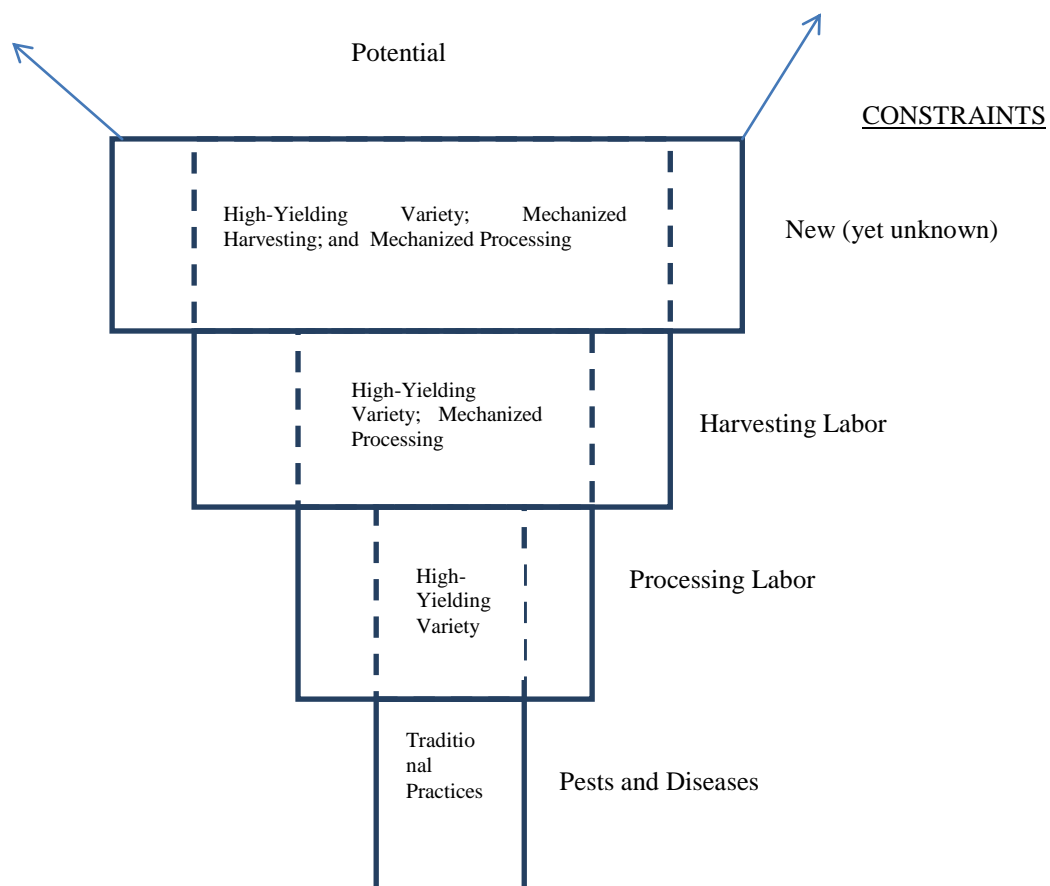 Potential
CONSTRAINTS
High-Yielding Variety; Mechanized
Harvesting; and Mechanized Processing
New (yet unknown)
High-Yielding
Variety; Mechanized
Processing
Harvesting Labor
High-
Yielding
Variety
Processing Labor
Traditio
nal
Practices
Pests and Diseases